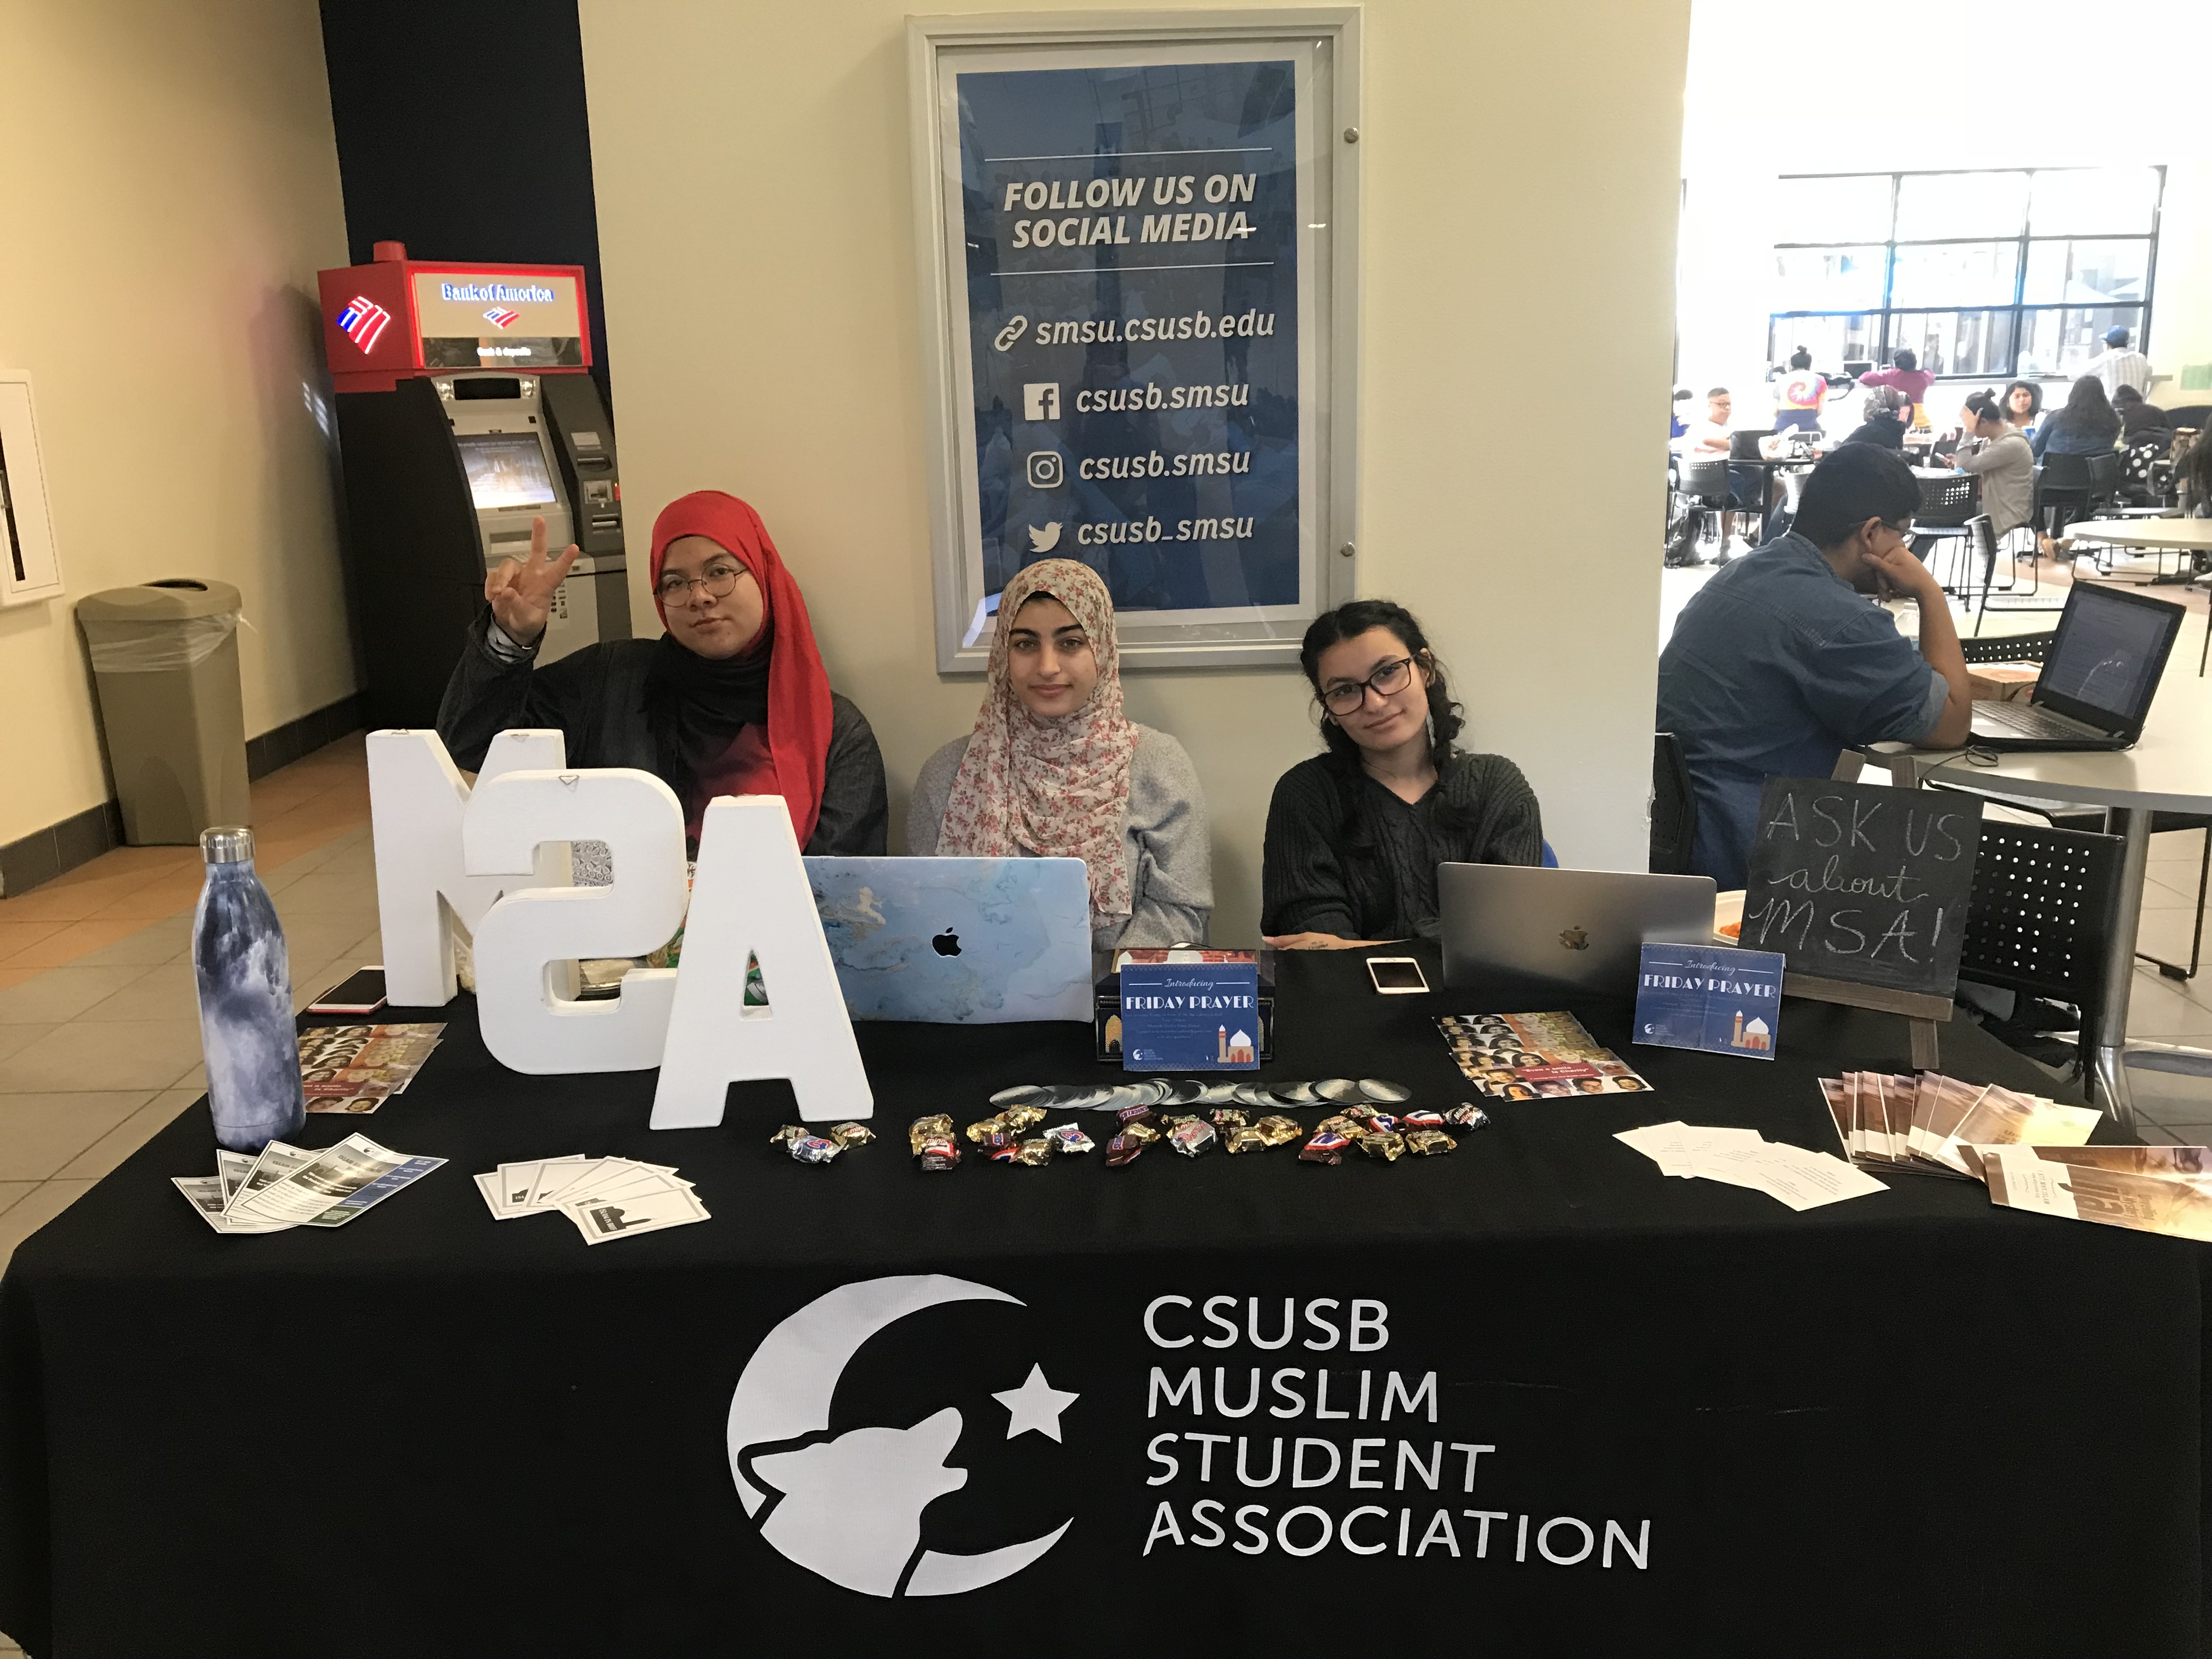 Bank of America
FOLLOW US ON
SOCIAL MEDIA
smsu.csusb.edu
csusb.smsu
csusb.smsu
csusb_smsu
MSA
ASK US
about
MSA!
Introducing
FRIDAY PRAYER
Introducing
FRIDAY PRAYER
CSUSB
MUSLIM
STUDENT
ASSOCIATION